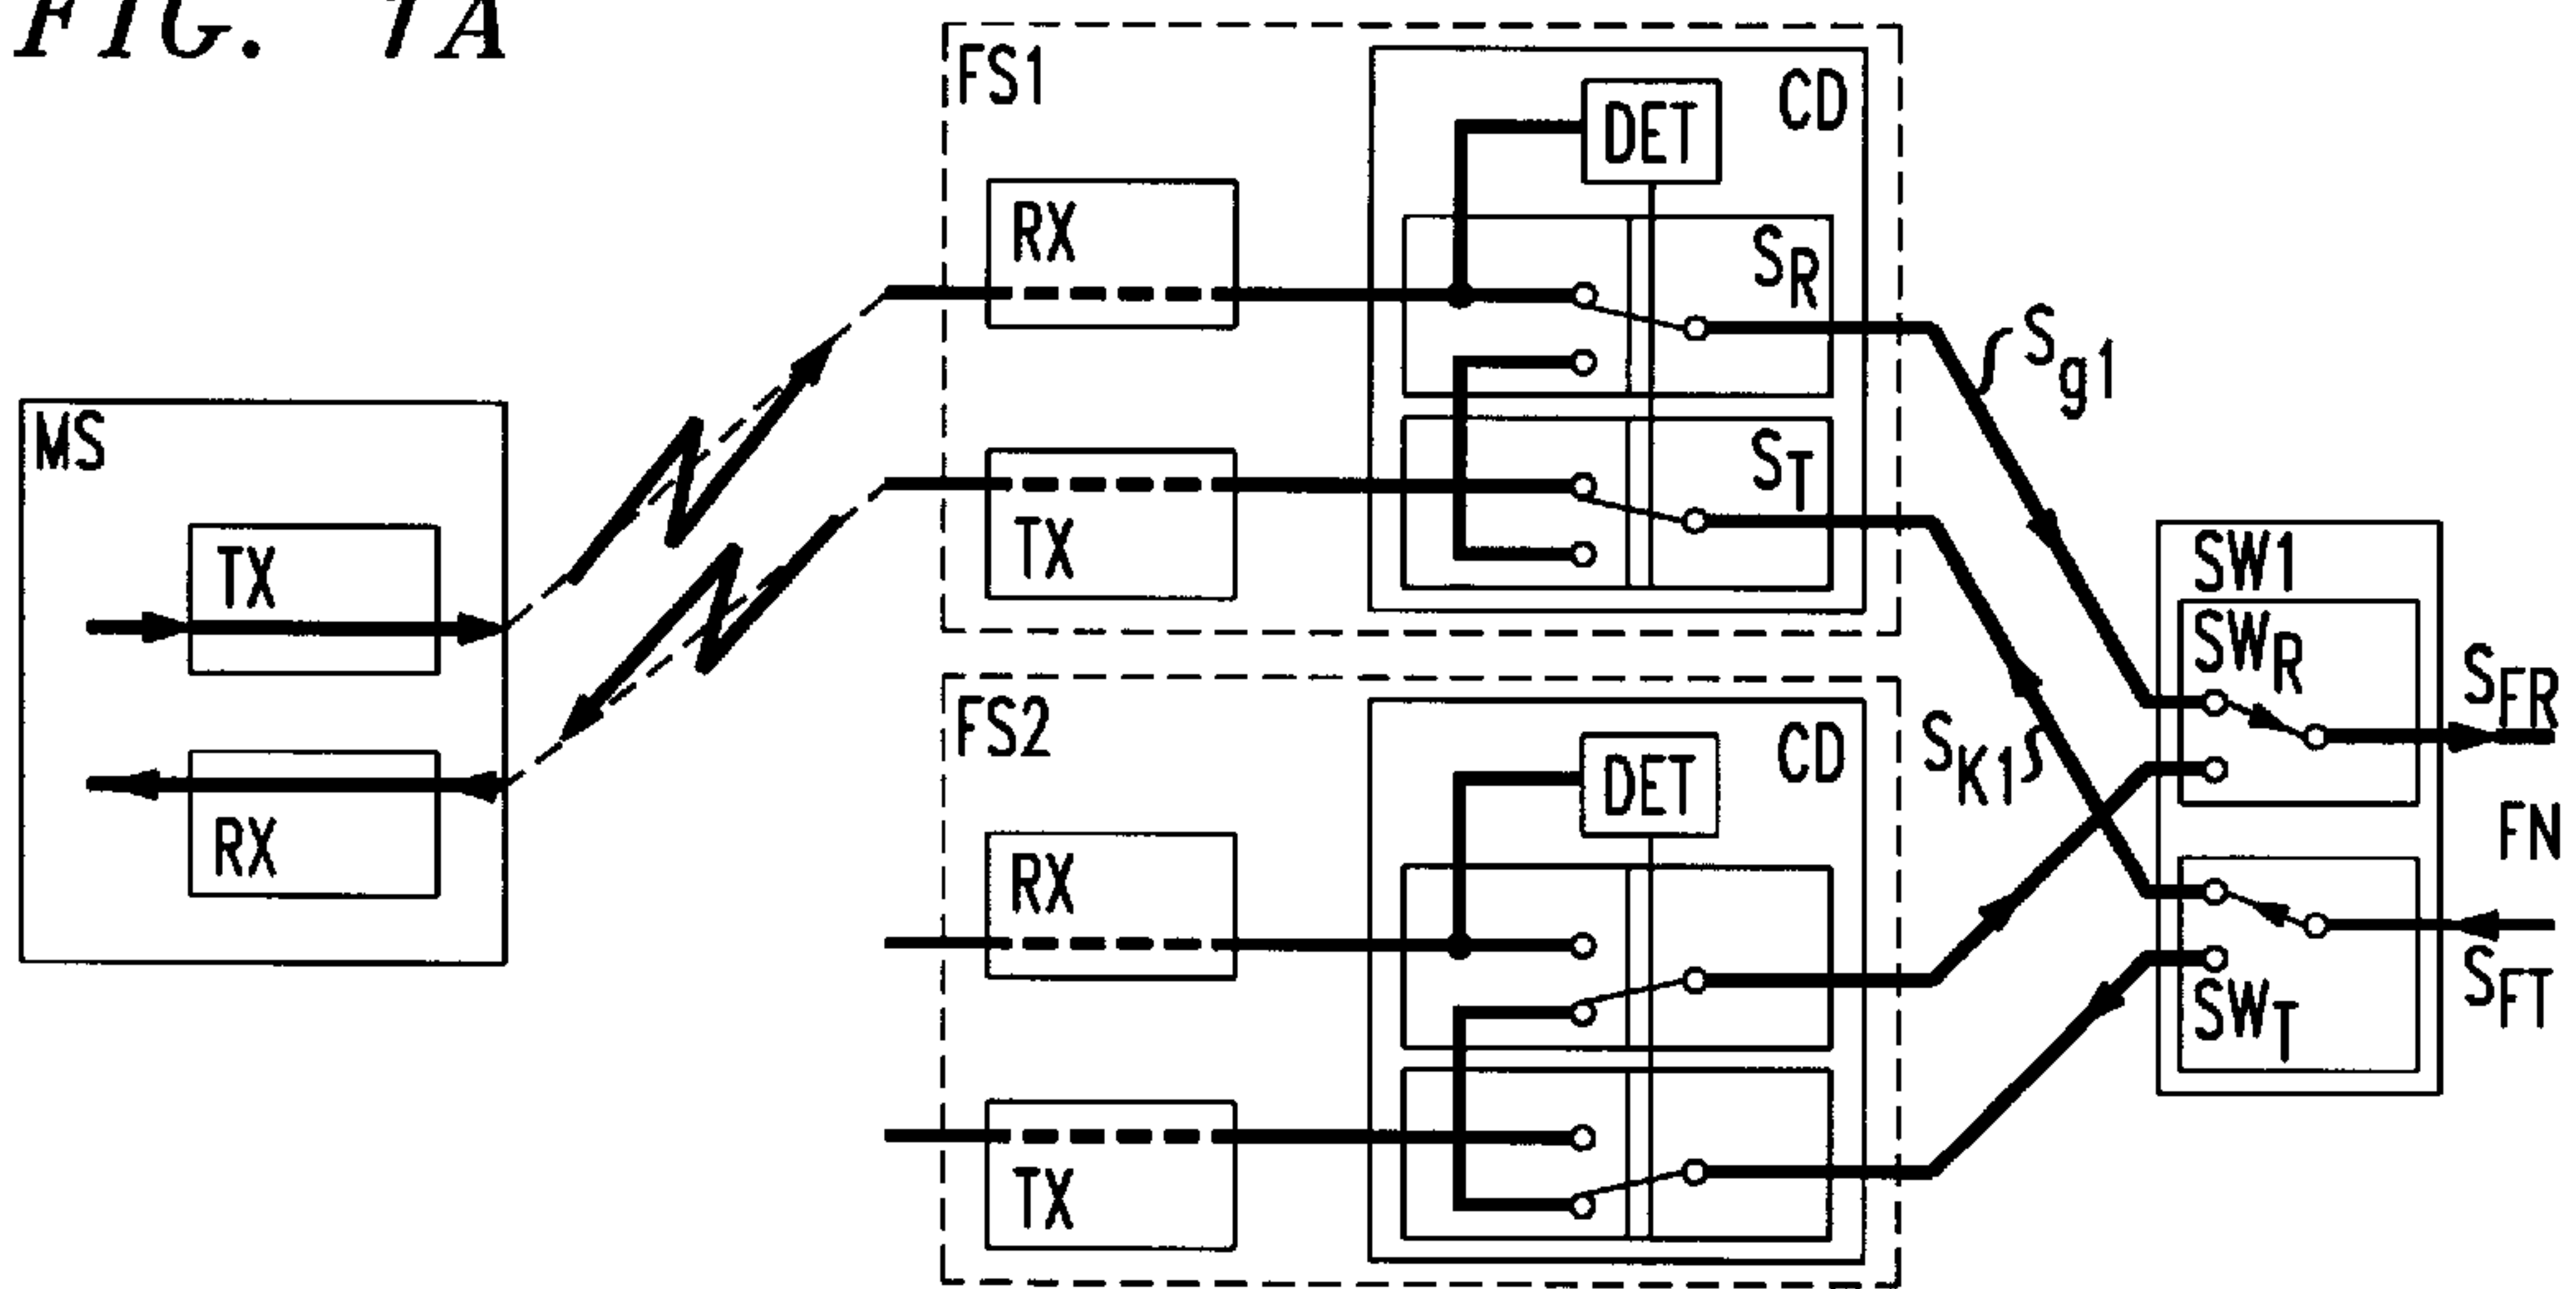 FIG. 1A
FS1
CD
DET
RX
SR
Sg1
MS
TX
ST
TX
SW1
SWR
SFR
RX
FS2
CD
DET
SK1
FN
RX
SFT
SWT
TX